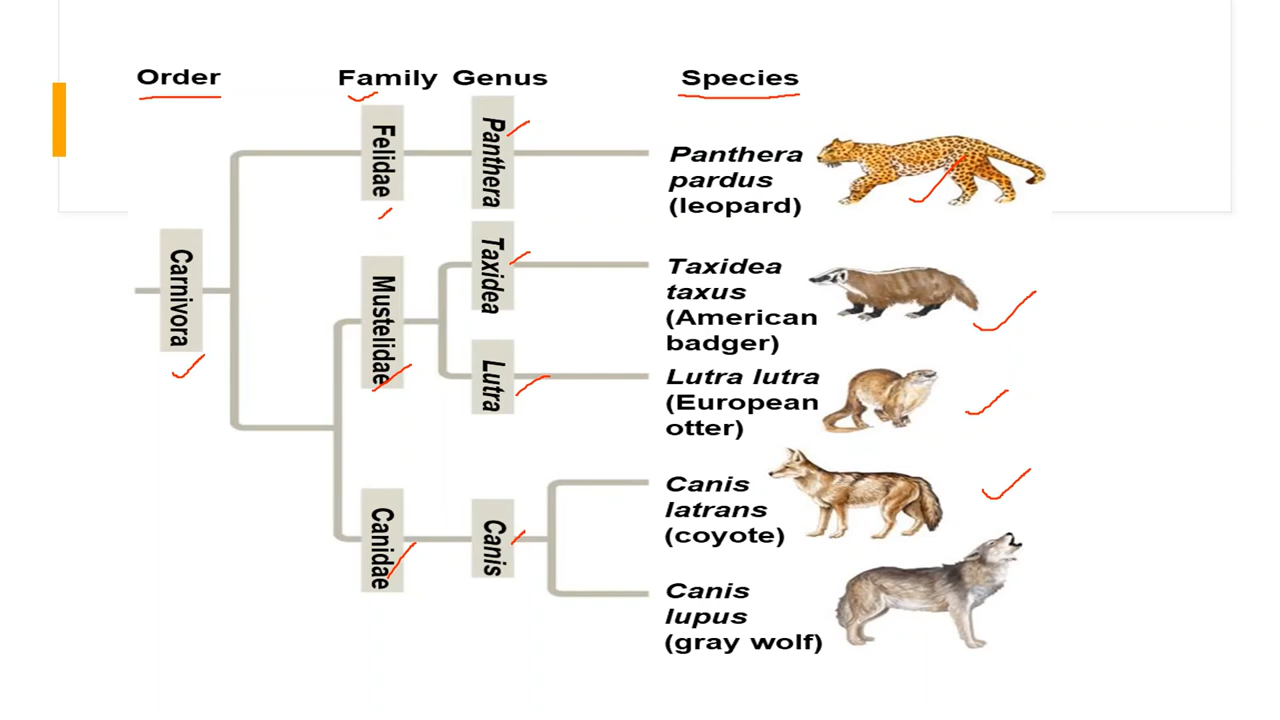 Order Family Genus Species
Carnivora
Felidae
Panthera
Panthera
pardus
(leopard)
Mustelidae
Taxidea
Taxidea
taxus
(American
badger)
Lutra
Lutra lutra
(European
otter)
Canidae
Canis
Canis
latrans
(coyote)
Canis
lupus
(gray wolf)